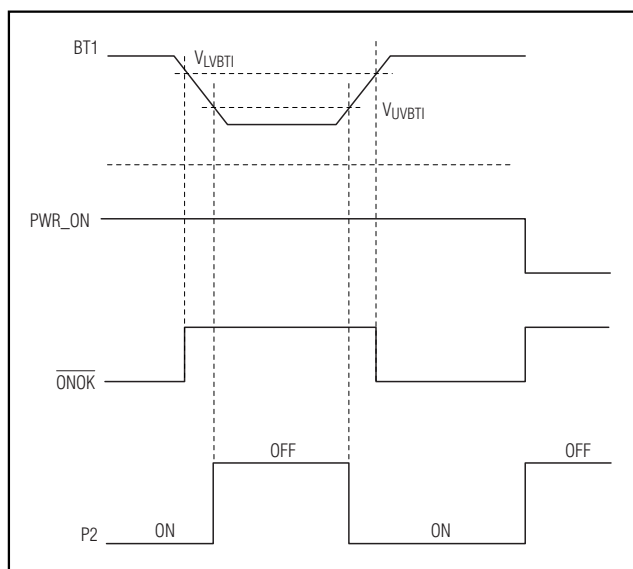 BT1
VLVBTI
VUVBTI
PWR_ON
ONOK
OFF
OFF
P2
ON
ON